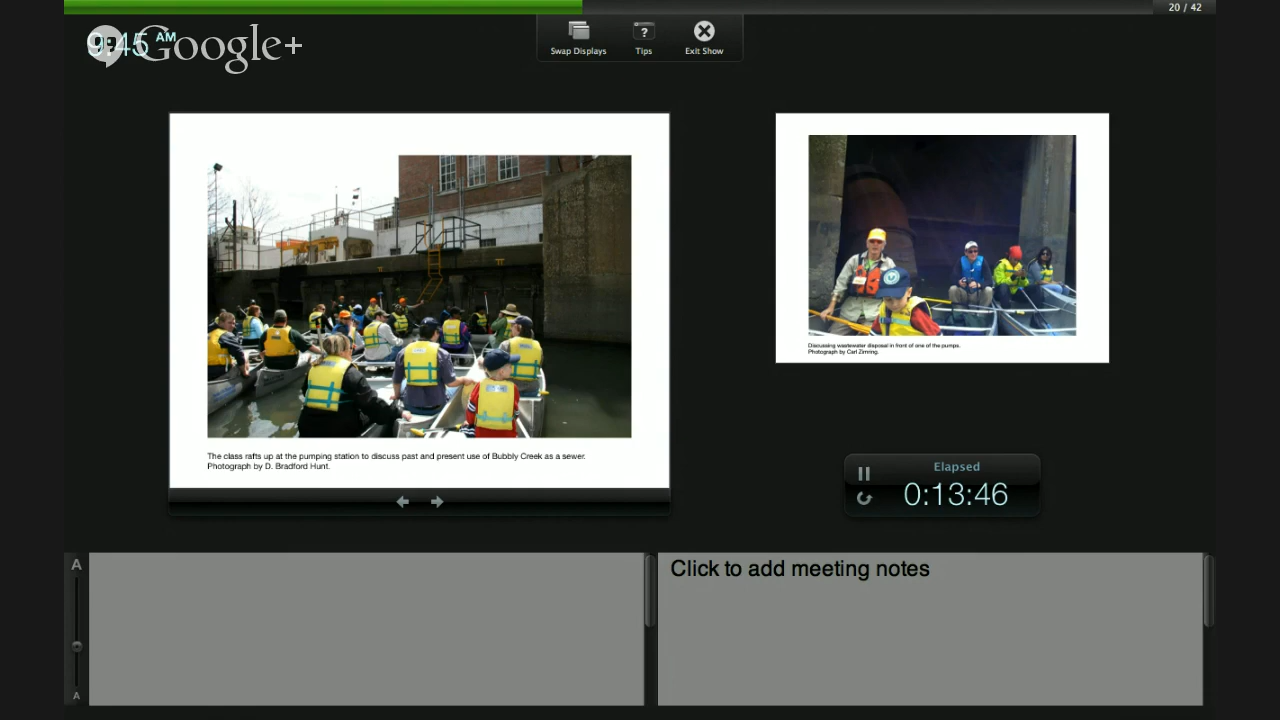 20 / 42
9:45 AM
Google+
Swap Displays
?
Tips
Exit Show
The class rafts up at the pumping station to discuss past and present use of Bubbly Creek as a sewer.
Photograph by D. Bradford Hunt.
Discussing wastewater disposal in front of one of the pumps.
Photograph by Carl Zimring.
Elapsed
0:13:46
A
A
Click to add meeting notes